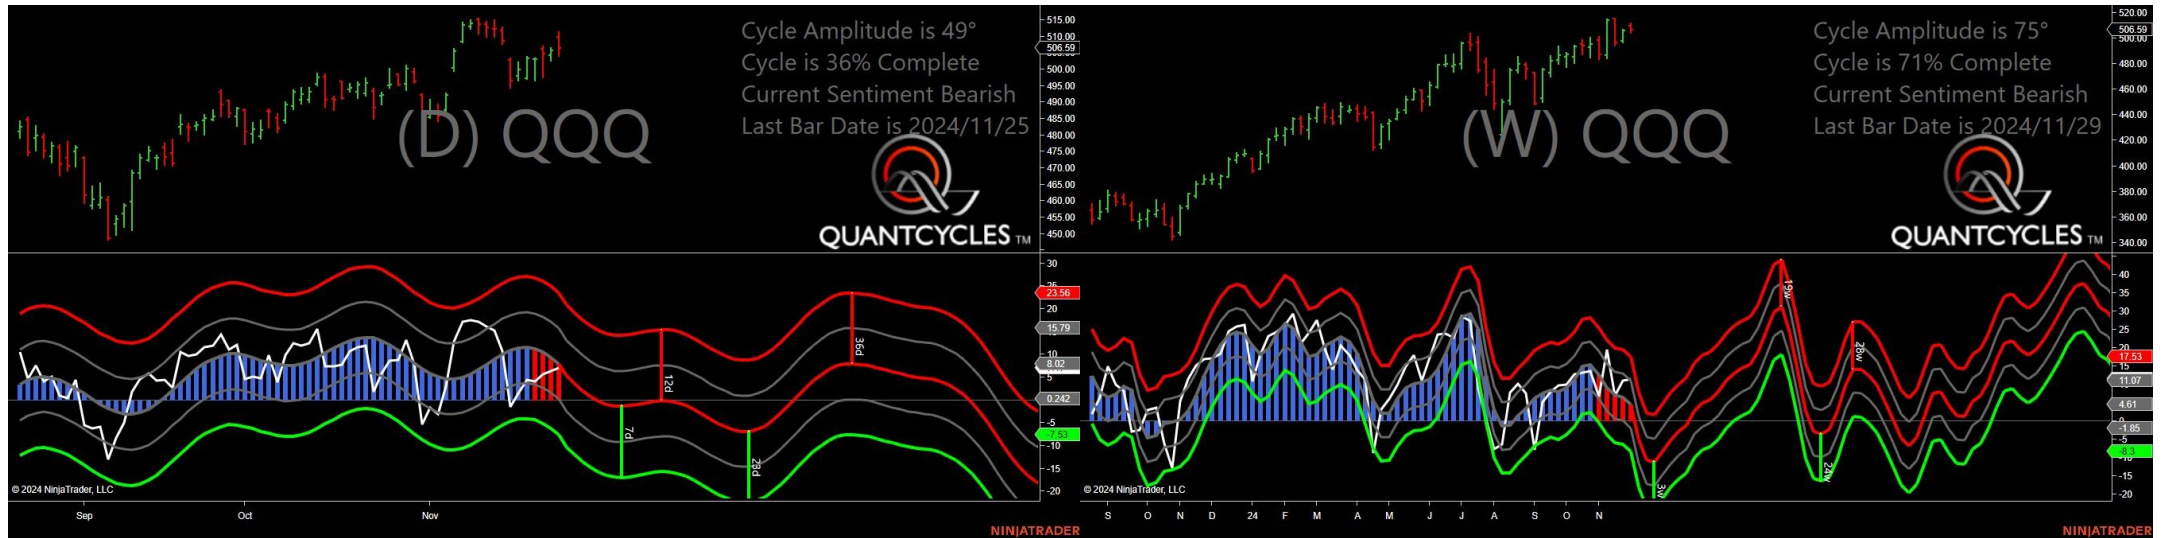 Cycle Amplitude is 49°
Cycle is 36% Complete
Current Sentiment Bearish
Last Bar Date is 2024/11/25
(D) QQQ
QUANTCYCLES TM
515.00
510.00
506.59
500.00
495.00
490.00
485.00
480.00
475.00
470.00
465.00
460.00
455.00
450.00
30
23.56
20
15.79
10
8.02
5
0.242
-5
-7.53
-10
-15
-20
7d
12d
28d
36d
© 2024 NinjaTrader, LLC
Sep
Oct
Nov
NINJATRADER
Cycle Amplitude is 75°
Cycle is 71% Complete
Current Sentiment Bearish
Last Bar Date is 2024/11/29
(W) QQQ
QUANTCYCLES TM
520.00
506.59
500.00
480.00
460.00
440.00
420.00
400.00
380.00
360.00
340.00
40
35
30
25
20
17.53
15
11.07
4.61
-1.85
-5
-8.3
-15
-20
3w
19w
24w
28w
© 2024 NinjaTrader, LLC
S
O
N
D
24
F
M
A
M
J
J
A
S
O
N
NINJATRADER